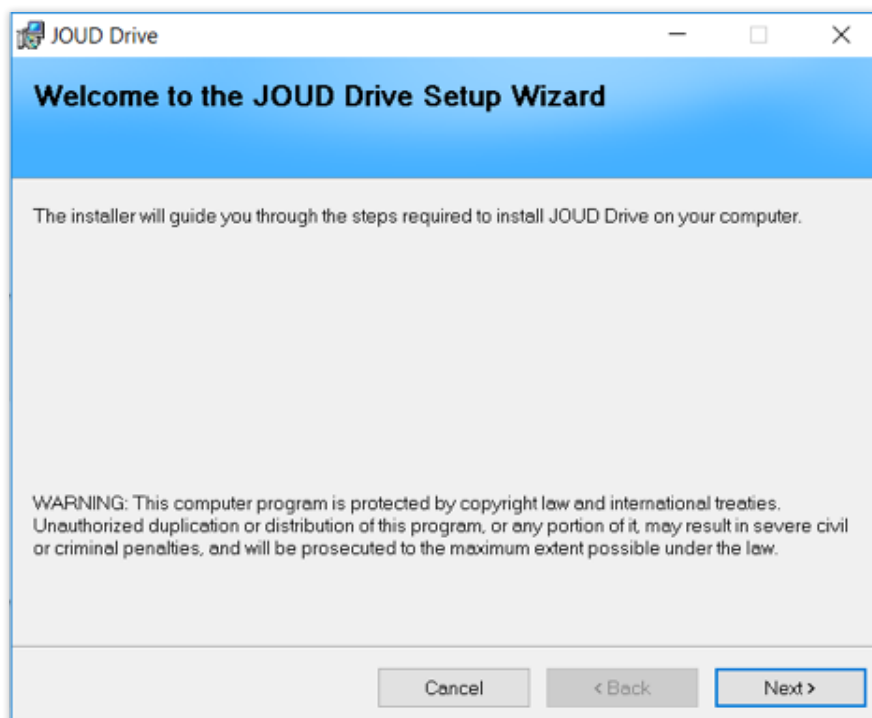 JOUD Drive
Welcome to the JOUD Drive Setup Wizard
The installer will guide you through the steps required to install JOUD Drive on your computer.
WARNING: This computer program is protected by copyright law and international treaties.
Unauthorized duplication or distribution of this program, or any portion of it, may result in severe civil
or criminal penalties, and will be prosecuted to the maximum extent possible under the law.
Cancel < Back Next >